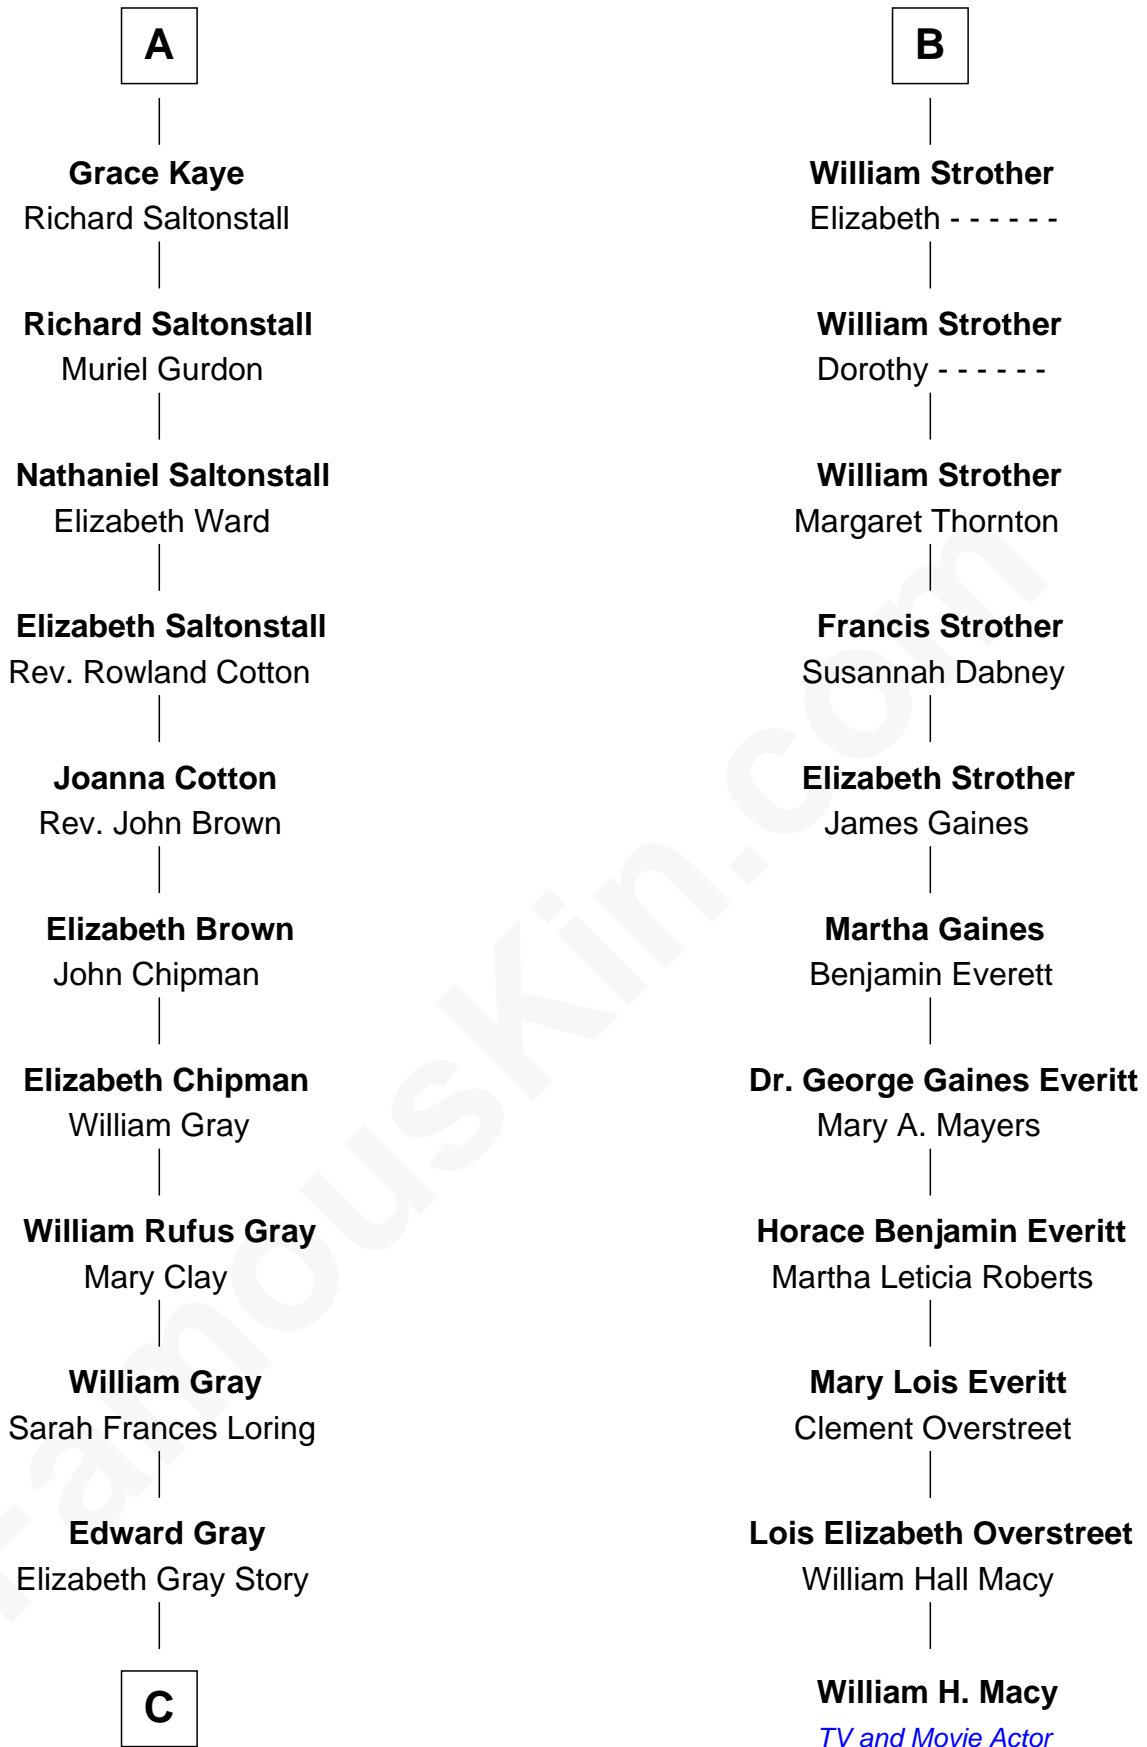 A
Grace Kaye
Richard Saltonstall
Richard Saltonstall
Muriel Gurdon
Nathaniel Saltonstall
Elizabeth Ward
Elizabeth Saltonstall
Rev. Rowland Cotton
Joanna Cotton
Rev. John Brown
Elizabeth Brown
John Chipman
Elizabeth Chipman
William Gray
William Rufus Gray
Mary Clay
William Gray
Sarah Frances Loring
Edward Gray
Elizabeth Gray Story
C
B
William Strother
Elizabeth - - - - - -
William Strother
Dorothy - - - - - -
William Strother
Margaret Thornton
Francis Strother
Susannah Dabney
Elizabeth Strother
James Gaines
Martha Gaines
Benjamin Everett
Dr. George Gaines Everitt
Mary A. Mayers
Horace Benjamin Everitt
Martha Leticia Roberts
Mary Lois Everitt
Clement Overstreet
Lois Elizabeth Overstreet
William Hall Macy
William H. Macy
TV and Movie Actor
FamousKin.com